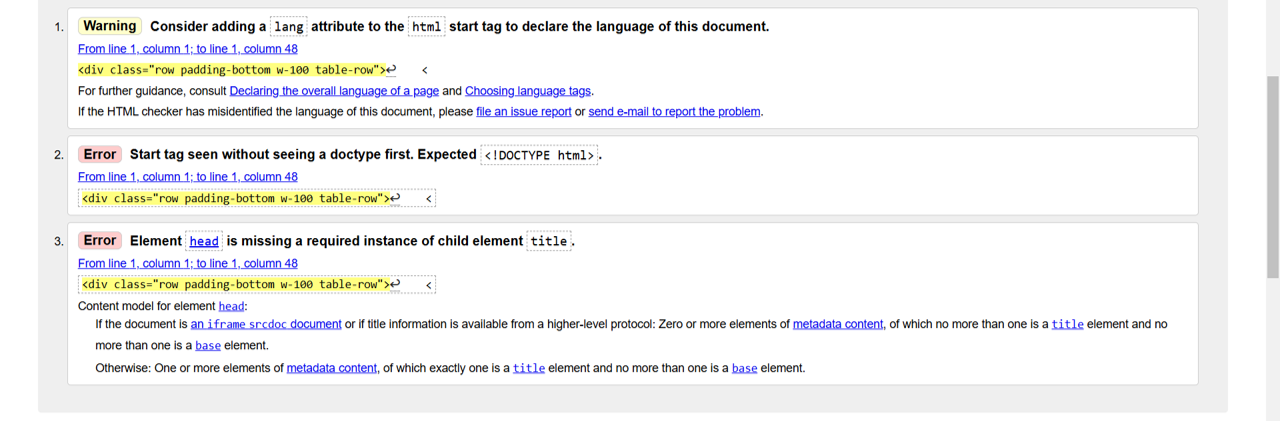 1. Warning Consider adding a lang attribute to the html start tag to declare the language of this document.
From line 1, column 1; to line 1, column 48
<div class="row padding-bottom w-100 table-row">↩ <
For further guidance, consult Declaring the overall language of a page and Choosing language tags.
If the HTML checker has misidentified the language of this document, please file an issue report or send e-mail to report the problem.
2. Error Start tag seen without seeing a doctype first. Expected <!DOCTYPE html>.
From line 1, column 1; to line 1, column 48
<div class="row padding-bottom w-100 table-row">↩ <
3. Error Element head is missing a required instance of child element title.
From line 1, column 1; to line 1, column 48
<div class="row padding-bottom w-100 table-row">↩ <
Content model for element head:
If the document is an iframe srcdoc document or if title information is available from a higher-level protocol: Zero or more elements of metadata content, of which no more than one is a title element and no
more than one is a base element.
Otherwise: One or more elements of metadata content, of which exactly one is a title element and no more than one is a base element.